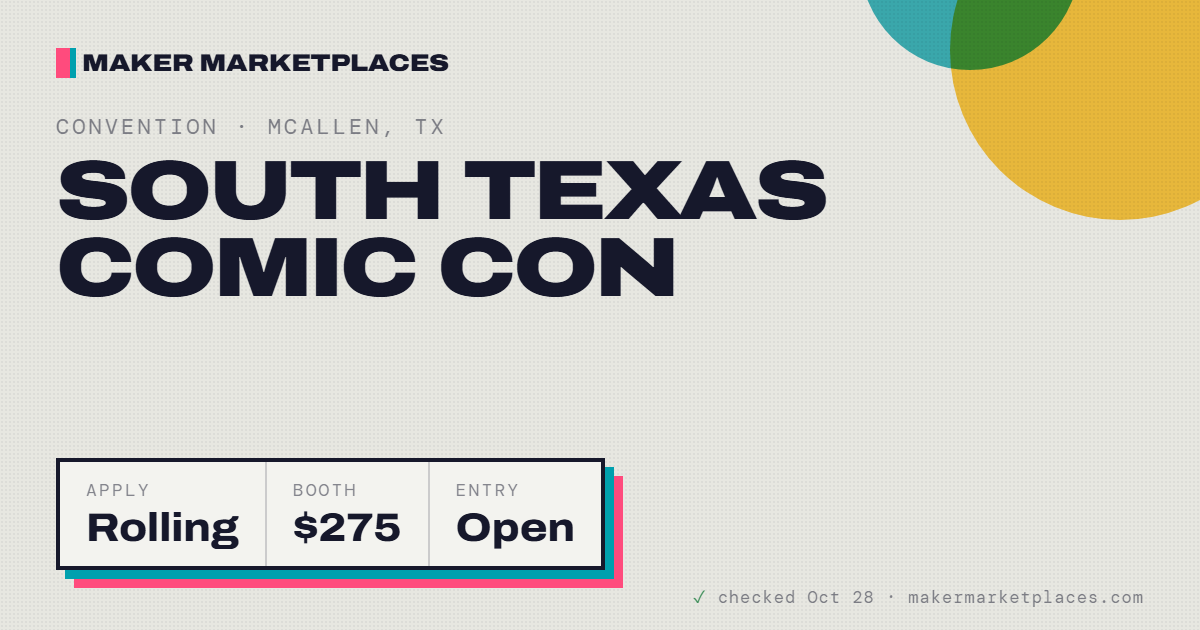 MAKER MARKETPLACES
CONVENTION · MCALLEN, TX
SOUTH TEXAS
COMIC CON
APPLY BOOTH ENTRY
Rolling $275 Open
✓ checked Oct 28 · makermarketplaces.com